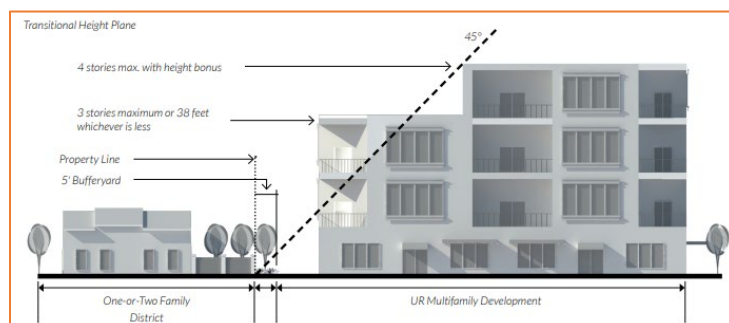 Transitional Height Plane
45°
4 stories max. with height bonus
3 stories maximum or 38 feet
whichever is less
Property Line
5' Bufferyard
One-or-Two Family
District
UR Multifamily Development